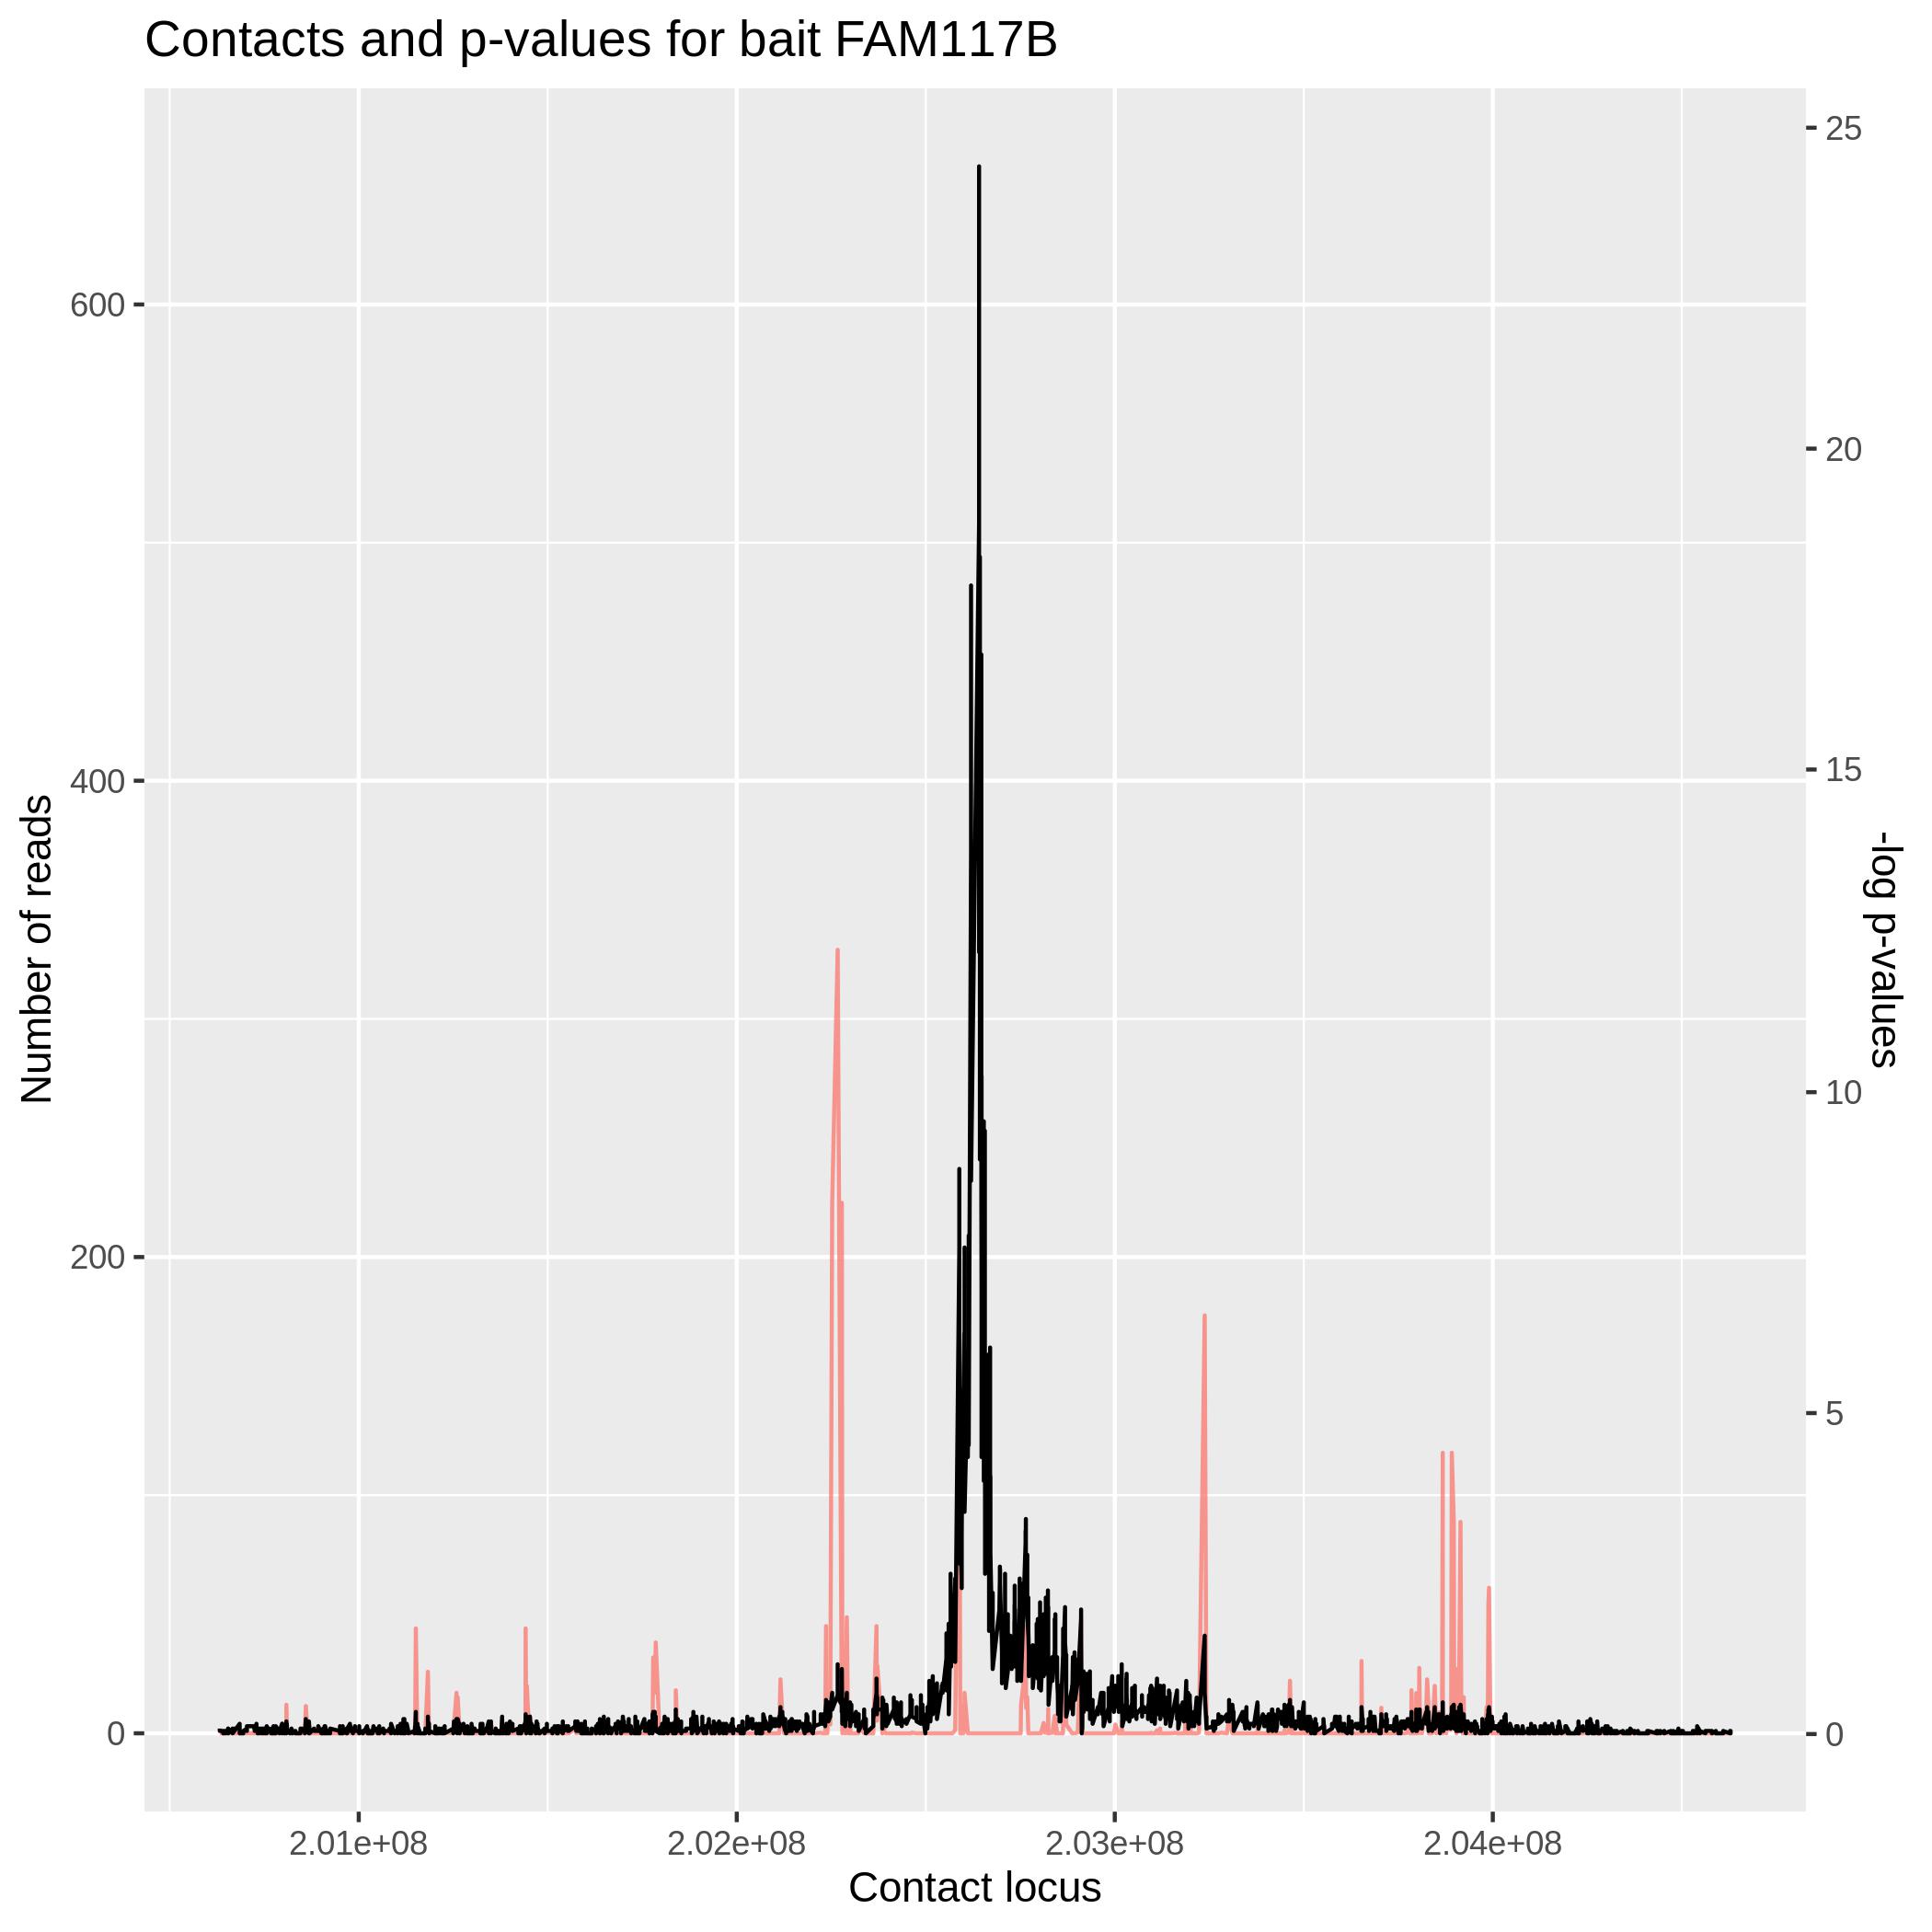 Contacts and p-values for bait FAM117B
Number of reads
600
400
200
0
25
20
15
10
5
0
-log p-values
2.01e+08
2.02e+08
2.03e+08
2.04e+08
Contact locus